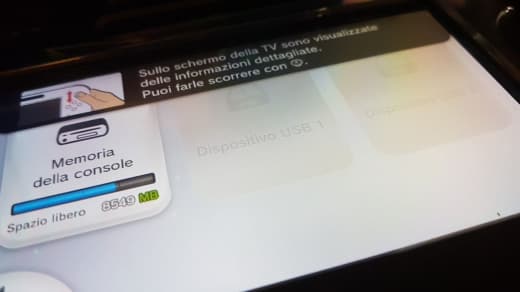 Sullo schermo della TV sono visualizzate
delle informazioni dettagliate.
Puoi farle scorrere con Ⓡ.
Memoria
della console
Spazio libero 8549 MB
Dispositivo USB 1